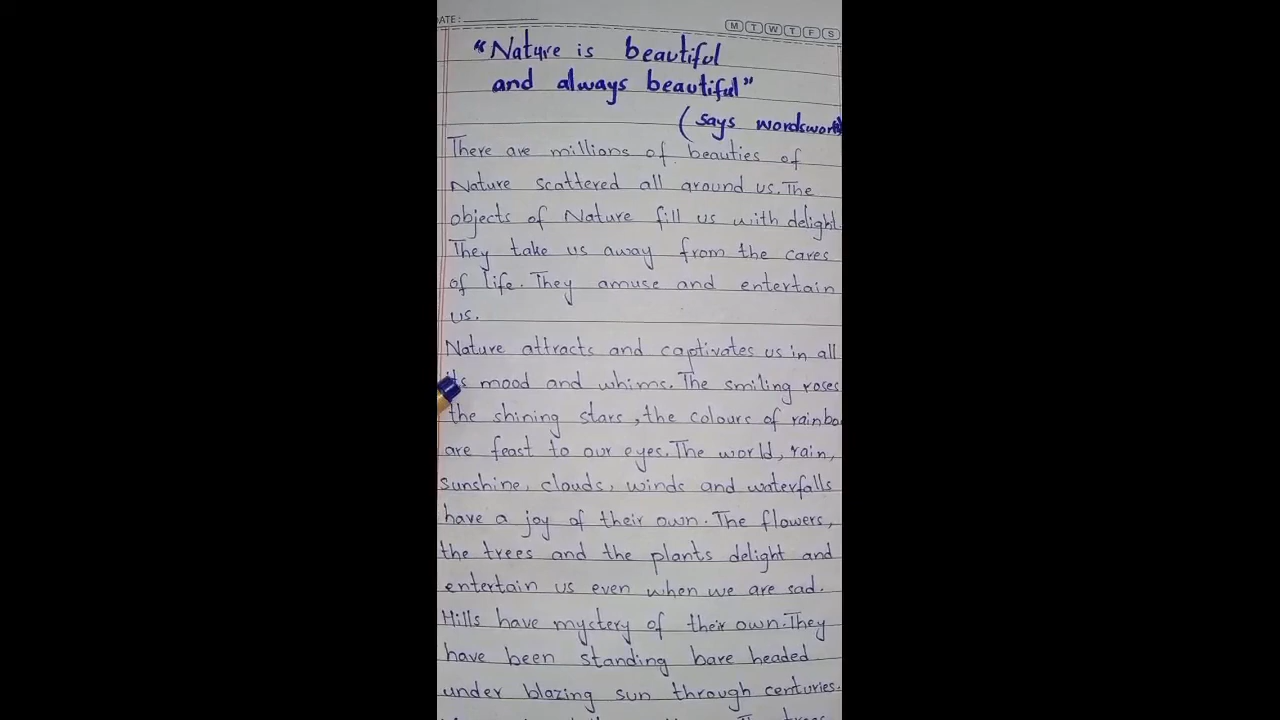 ATE:
M T W T F S
"Nature is beautiful
and always beautiful"
(says wordsworth
There are millions of beauties of
Nature scattered all around us. The
objects of Nature fill us with delight.
They take us away from the cares
of life. They amuse and entertain
us.
Nature attracts and captivates us in all
its mood and whims. The smiling roses
the shining stars, the colours of rainbo
are feast to our eyes. The world, rain,
sunshine, clouds, winds and waterfalls
have a joy of their own. The flowers,
the trees and the plants delight and
entertain us even when we are sad.
Hills have mystery of their own. They
have been standing bare headed
under blazing sun through centuries.